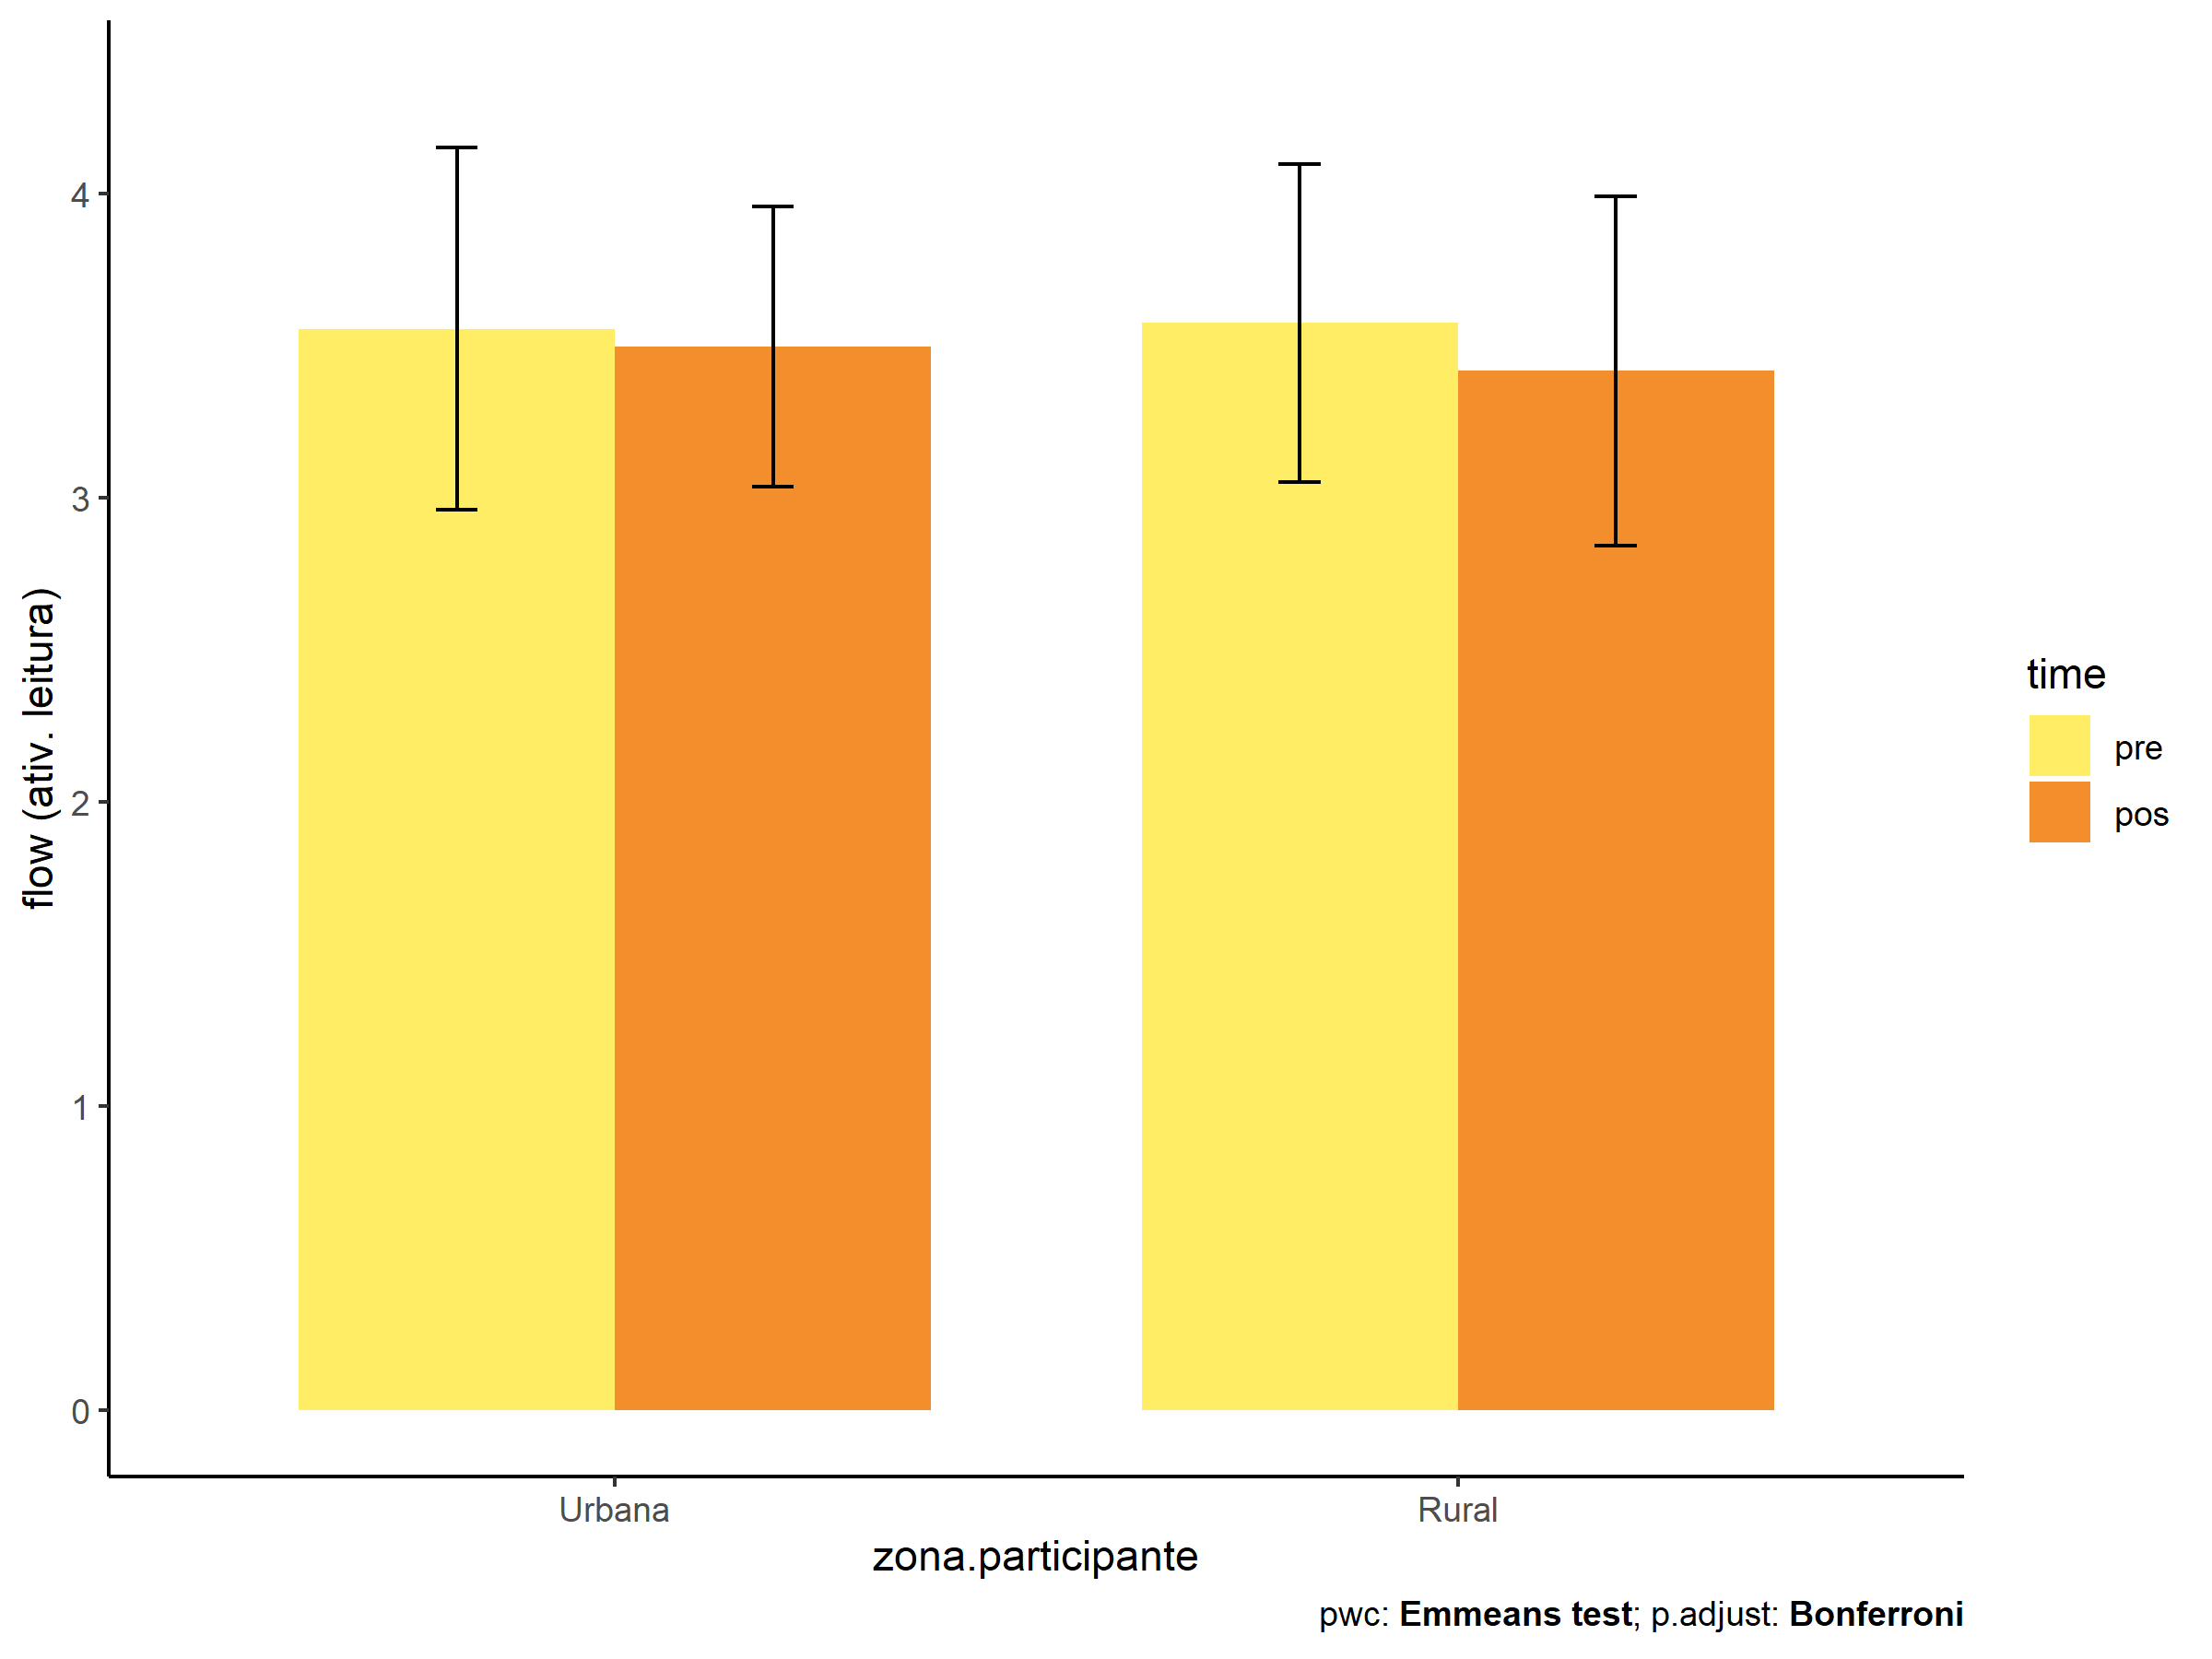 flow (ativ. leitura)
4
3
2
1
0
Urbana
Rural
zona.participante
time
pre
pos
pwc: Emmeans test; p.adjust: Bonferroni